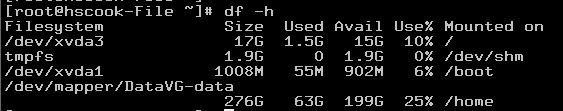 [root@hscook-File ~]# df -h
Filesystem            Size  Used Avail Use% Mounted on
/dev/xvda3             17G  1.5G   15G  10% /
tmpfs                 1.9G     0  1.9G   0% /dev/shm
/dev/xvda1           1008M   55M  902M   6% /boot
/dev/mapper/DataVG-data
                      276G   63G  199G  25% /home